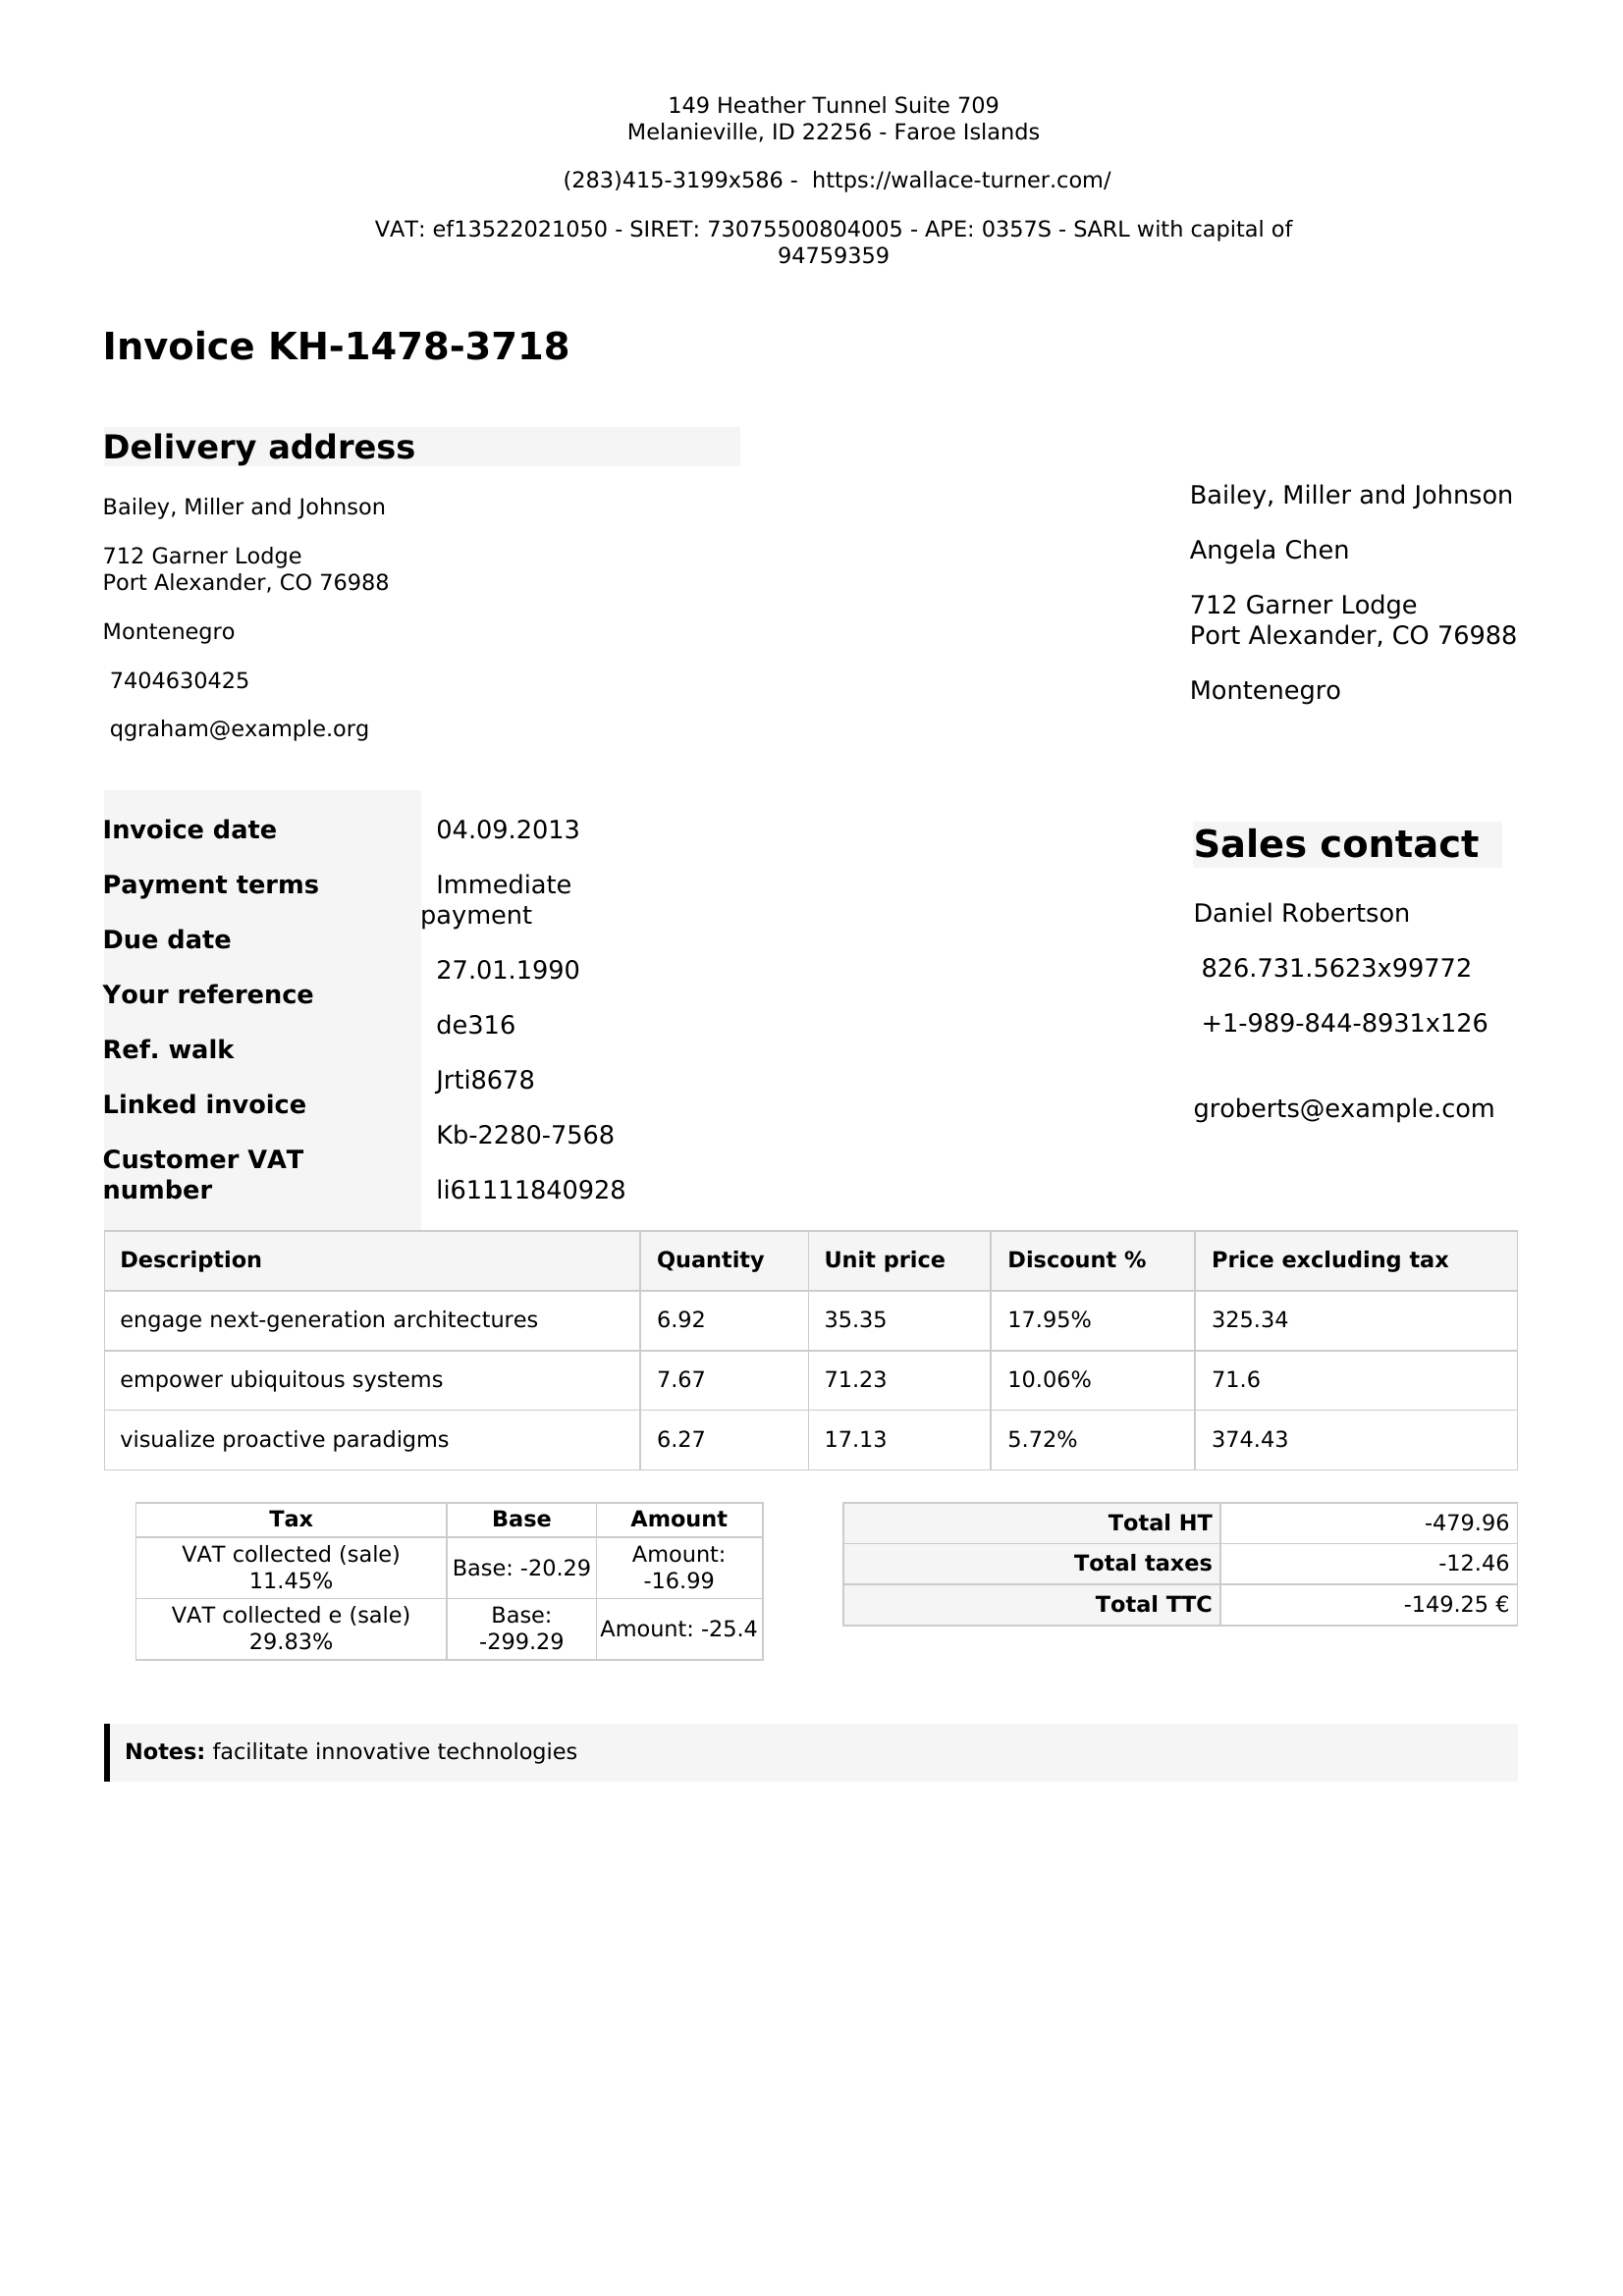 149 Heather Tunnel Suite 709
Melanieville, ID 22256 - Faroe Islands
(283)415-3199x586 -  https://wallace-turner.com/
VAT: ef13522021050 - SIRET: 73075500804005 - APE: 0357S - SARL with capital of
94759359
Invoice KH-1478-3718
Delivery address
Bailey, Miller and Johnson
712 Garner Lodge
Port Alexander, CO 76988
Montenegro
7404630425
qgraham@example.org
Bailey, Miller and Johnson
Angela Chen
712 Garner Lodge
Port Alexander, CO 76988
Montenegro
Invoice date
Payment terms
Due date
Your reference
Ref. walk
Linked invoice
Customer VAT
number
04.09.2013
Immediate
payment
27.01.1990
de316
Jrti8678
Kb-2280-7568
li61111840928
Sales contact
Daniel Robertson
826.731.5623x99772
+1-989-844-8931x126
groberts@example.com
Description Quantity Unit price Discount % Price excluding tax
engage next-generation architectures 6.92 35.35 17.95% 325.34
empower ubiquitous systems 7.67 71.23 10.06% 71.6
visualize proactive paradigms 6.27 17.13 5.72% 374.43
Tax Base Amount
VAT collected (sale)
11.45%
Base: -20.29
Amount:
-16.99
VAT collected e (sale)
29.83%
Base:
-299.29
Amount: -25.4
Total HT -479.96
Total taxes -12.46
Total TTC -149.25 €
Notes: facilitate innovative technologies